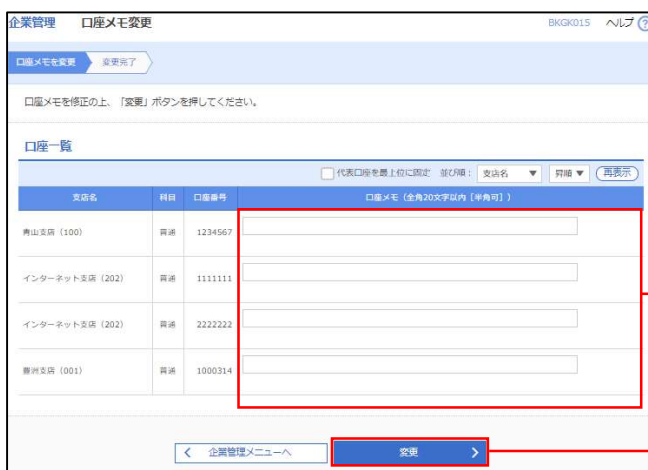 企業管理 口座メモ変更 BKGK015 ヘルプ ?
口座メモを変更 変更完了
口座メモを修正の上、「変更」ボタンを押してください。
口座一覧
代表口座を最上位に固定 並び順: 支店名 ▼ 昇順 ▼ 再表示
支店名 科目 口座番号 口座メモ (全角20文字以内 [半角可] )
青山支店 (100) 普通 1234567
インターネット支店 (202) 普通 1111111
インターネット支店 (202) 普通 2222222
豊洲支店 (001) 普通 1000314
< 企業管理メニューへ 変更 >